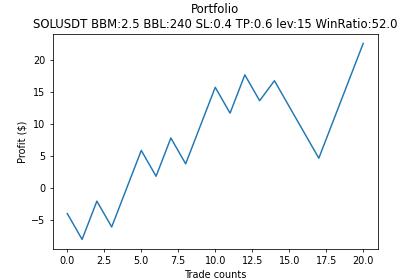 Portfolio
SOLUSDT BBM:2.5 BBL:240 SL:0.4 TP:0.6 lev:15 WinRatio:52.0
Profit ($)
20
15
10
5
0
−5
0.0 2.5 5.0 7.5 10.0 12.5 15.0 17.5 20.0
Trade counts